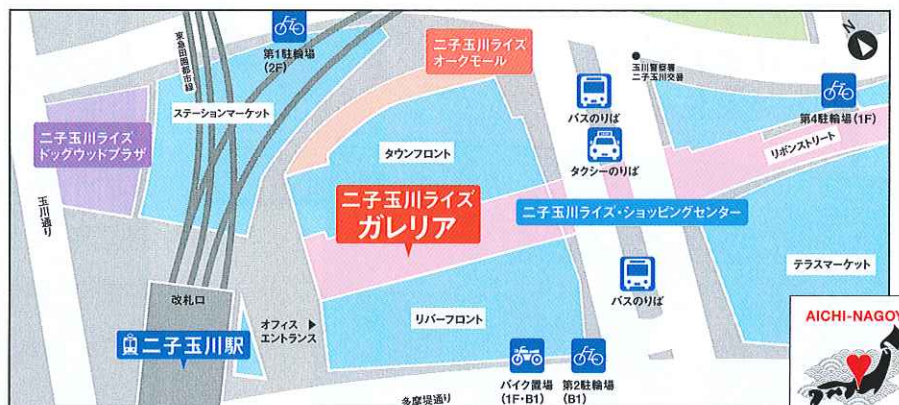 東急田園都市線
第1駐輪場
(2F)
二子玉川ライズ
オークモール
N
玉川警察署
二子玉川交番
ステーションマーケット
バスのりば
第4駐輪場(1F)
二子玉川ライズ
ドッグウッドプラザ
タウンフロント
タクシーのりば
リボンストリート
玉川通り
二子玉川ライズ
ガレリア
二子玉川ライズ・ショッピングセンター
テラスマーケット
バスのりば
改札口
リバーフロント
オフィス
エントランス
二子玉川駅
バイク置場
(1F・B1)
第2駐輪場
(B1)
多摩堤通り
AICHI-NAGOY